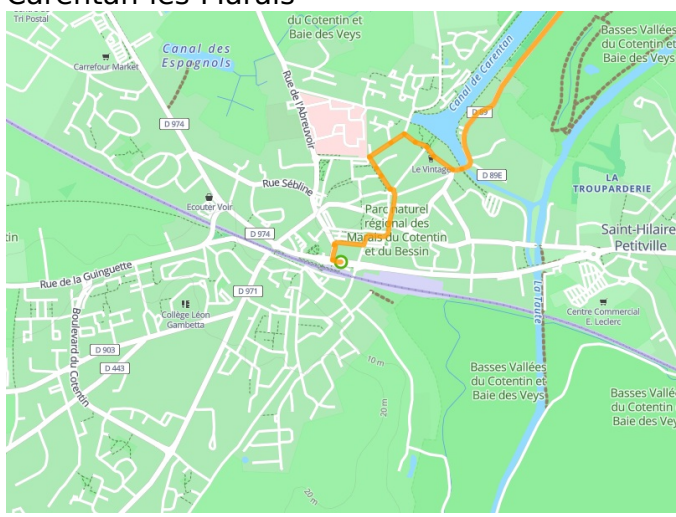 Carentan-les-Marais
Tri Postal
du Cotentin et
Baie des Veys
Basses Vallées
du Cotentin et
Baie des Veys
Canal des
Espagnols
Carrefour Market
Rue de l'Abreuvoir
Canal de Carentan
D 974
D 89
Le Vintage
D 89E
LA
TROUPARDERIE
Rue Sébline
Ecouter Voir
Parc naturel
régional des
Marais du Cotentin
et du Bessin
Saint-Hilaire
Petitville
D 974
tin
Rue de la Guinguette
D 971
La Taute
Collège Léon
Gambetta
Centre Commercial
E. Leclerc
Boulevard du Cotentin
D 903
D 443
10 m
20 m
Basses Vallées
du Cotentin et
Baie des Veys
Basses Vallé
du Cotentin
Baie des Vey
20 m